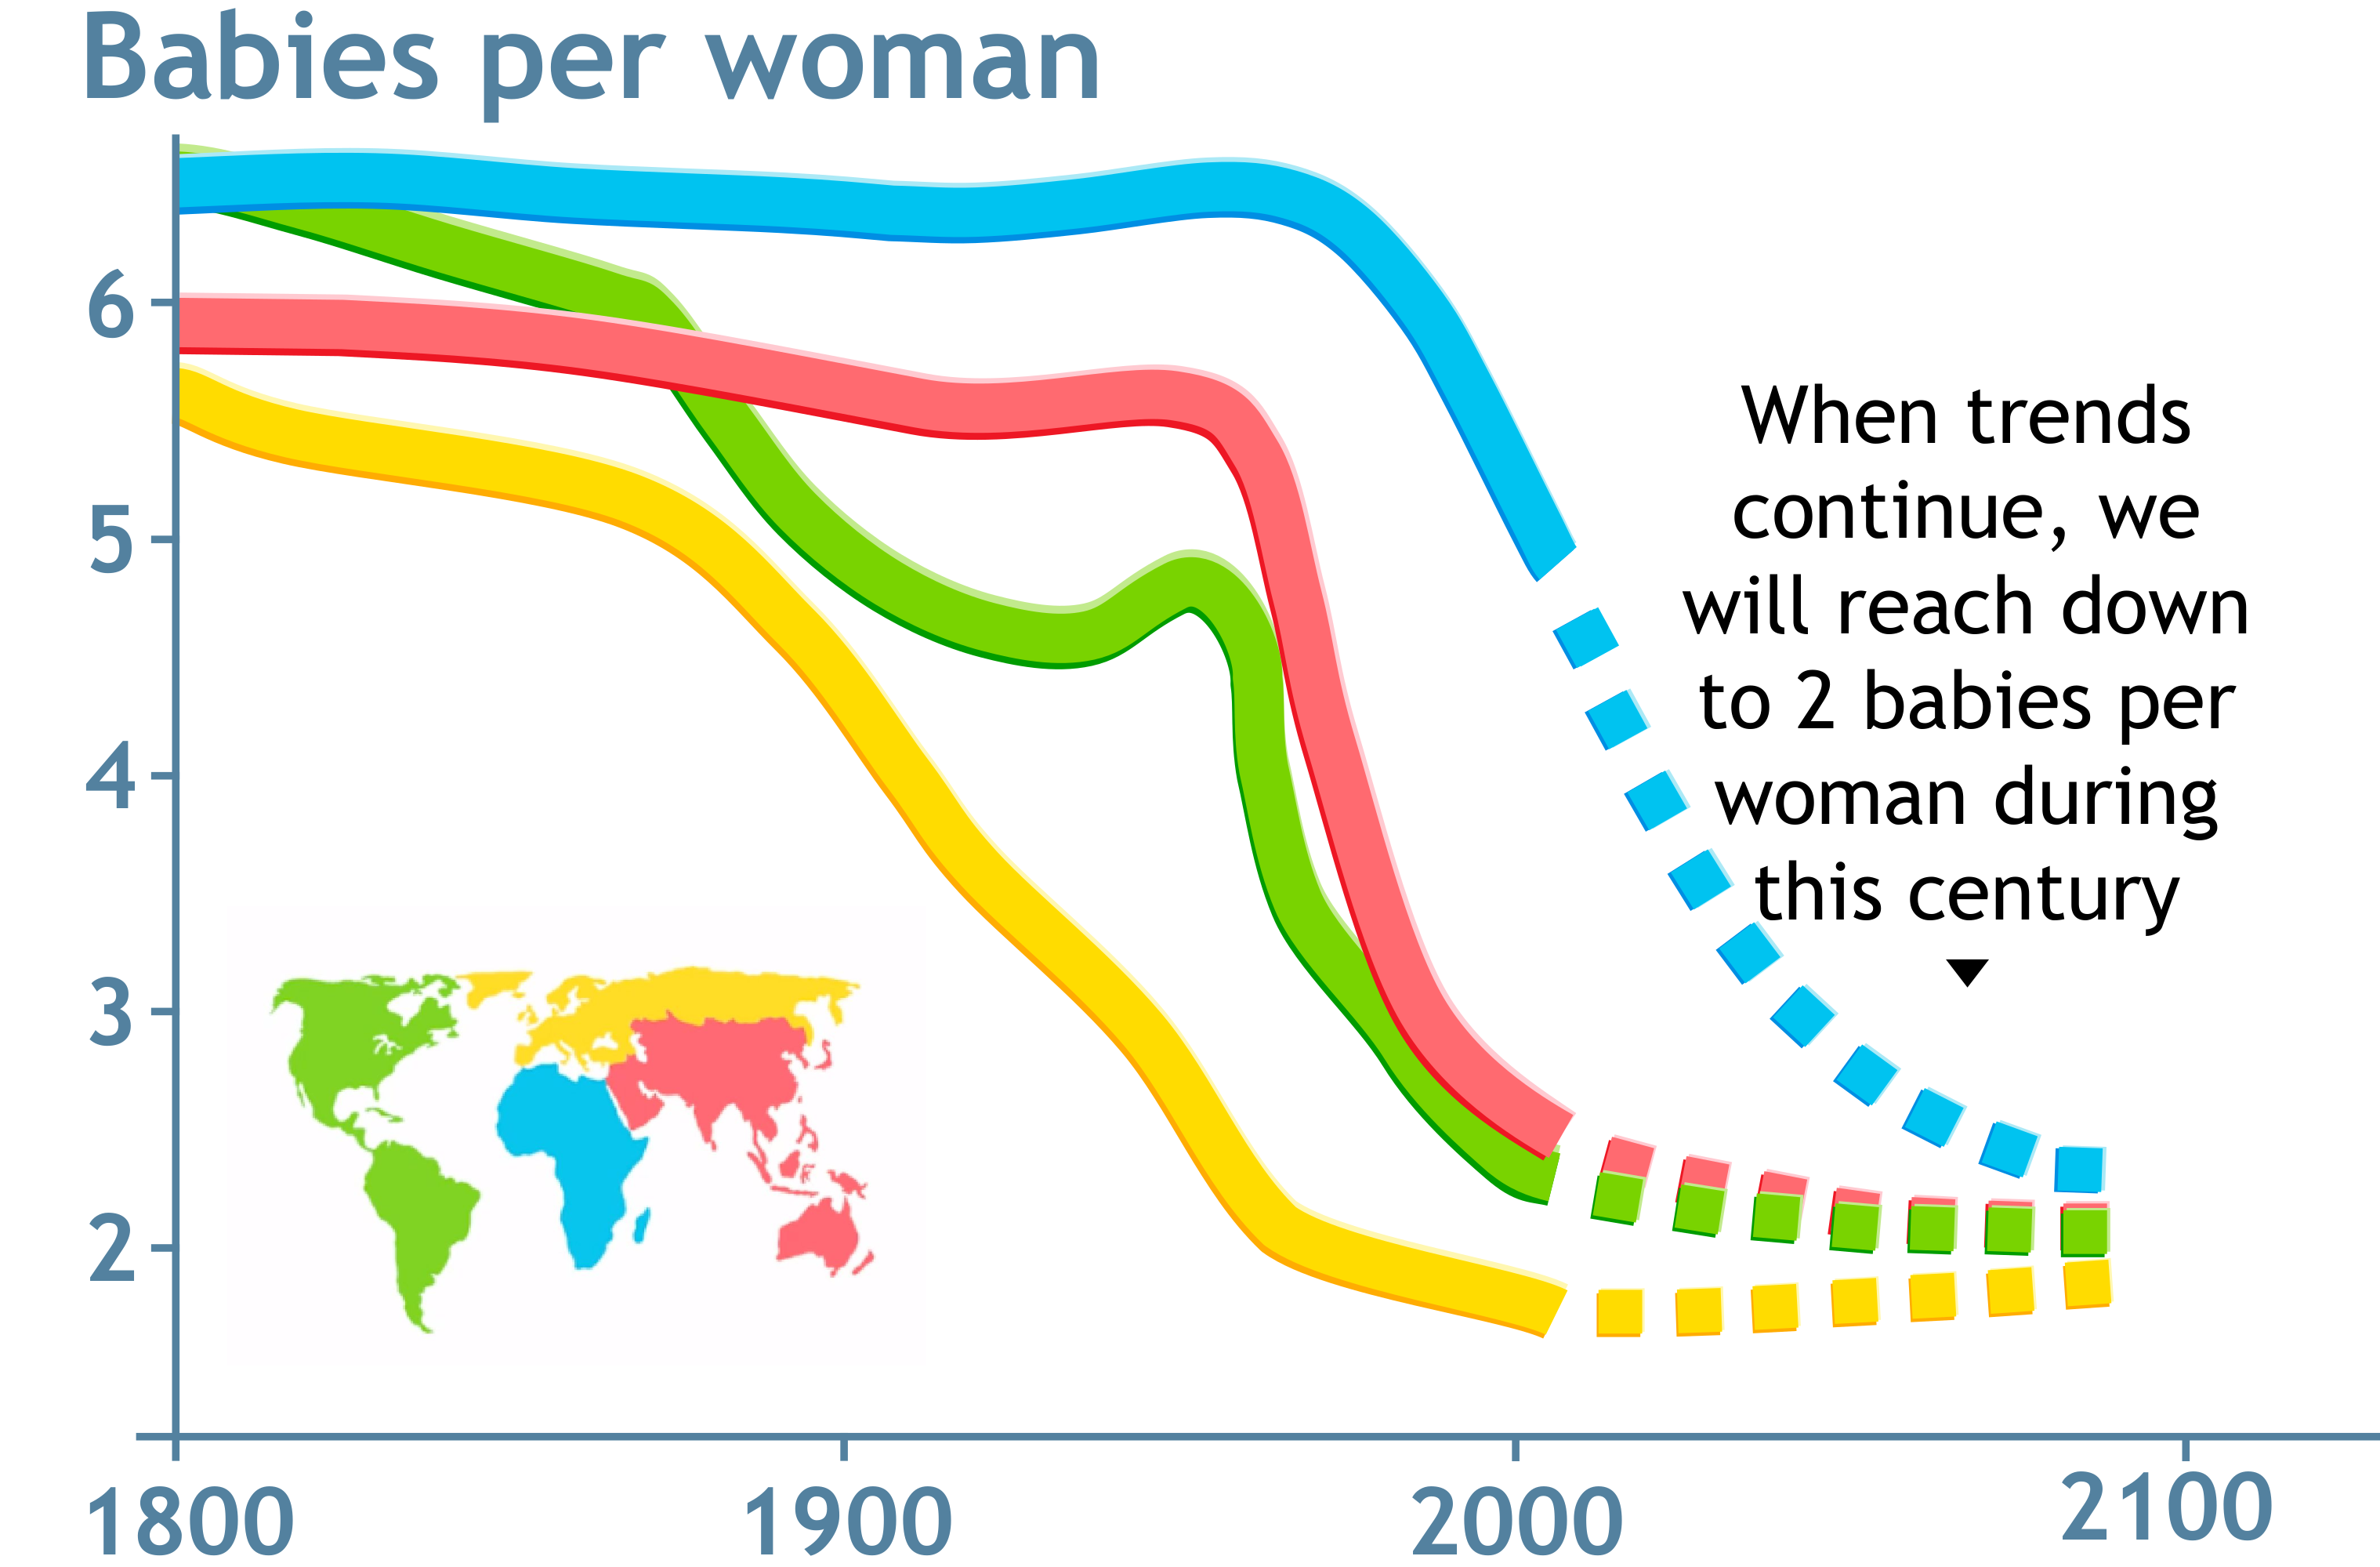 Babies per woman
6
5
4
3
2
When trends
continue, we
will reach down
to 2 babies per
woman during
this century
1800
1900
2000
2100